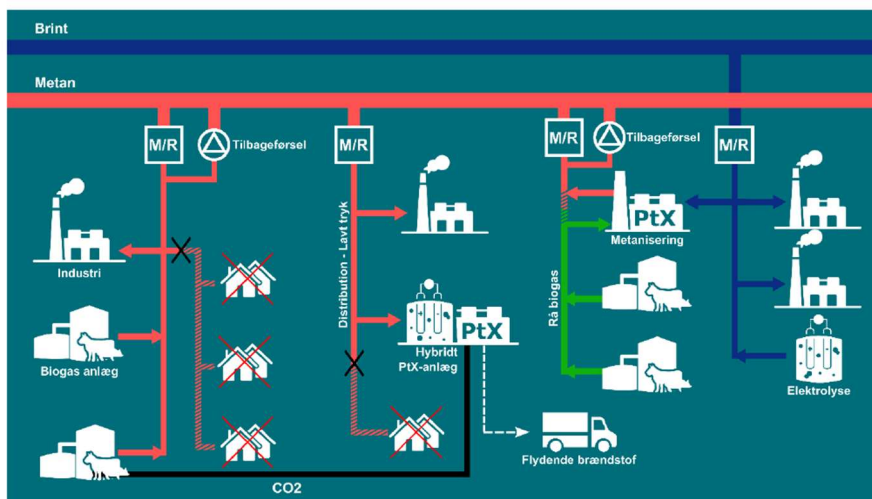 Brint
Metan
M/R
Tilbageførsel
M/R
M/R
Tilbageførsel
M/R
Industri
Biogas anlæg
Distribution - Lavt tryk
PtX
Hybridt
PtX-anlæg
Rå biogas
PtX
Metanisering
Elektrolyse
Flydende brændstof
CO2